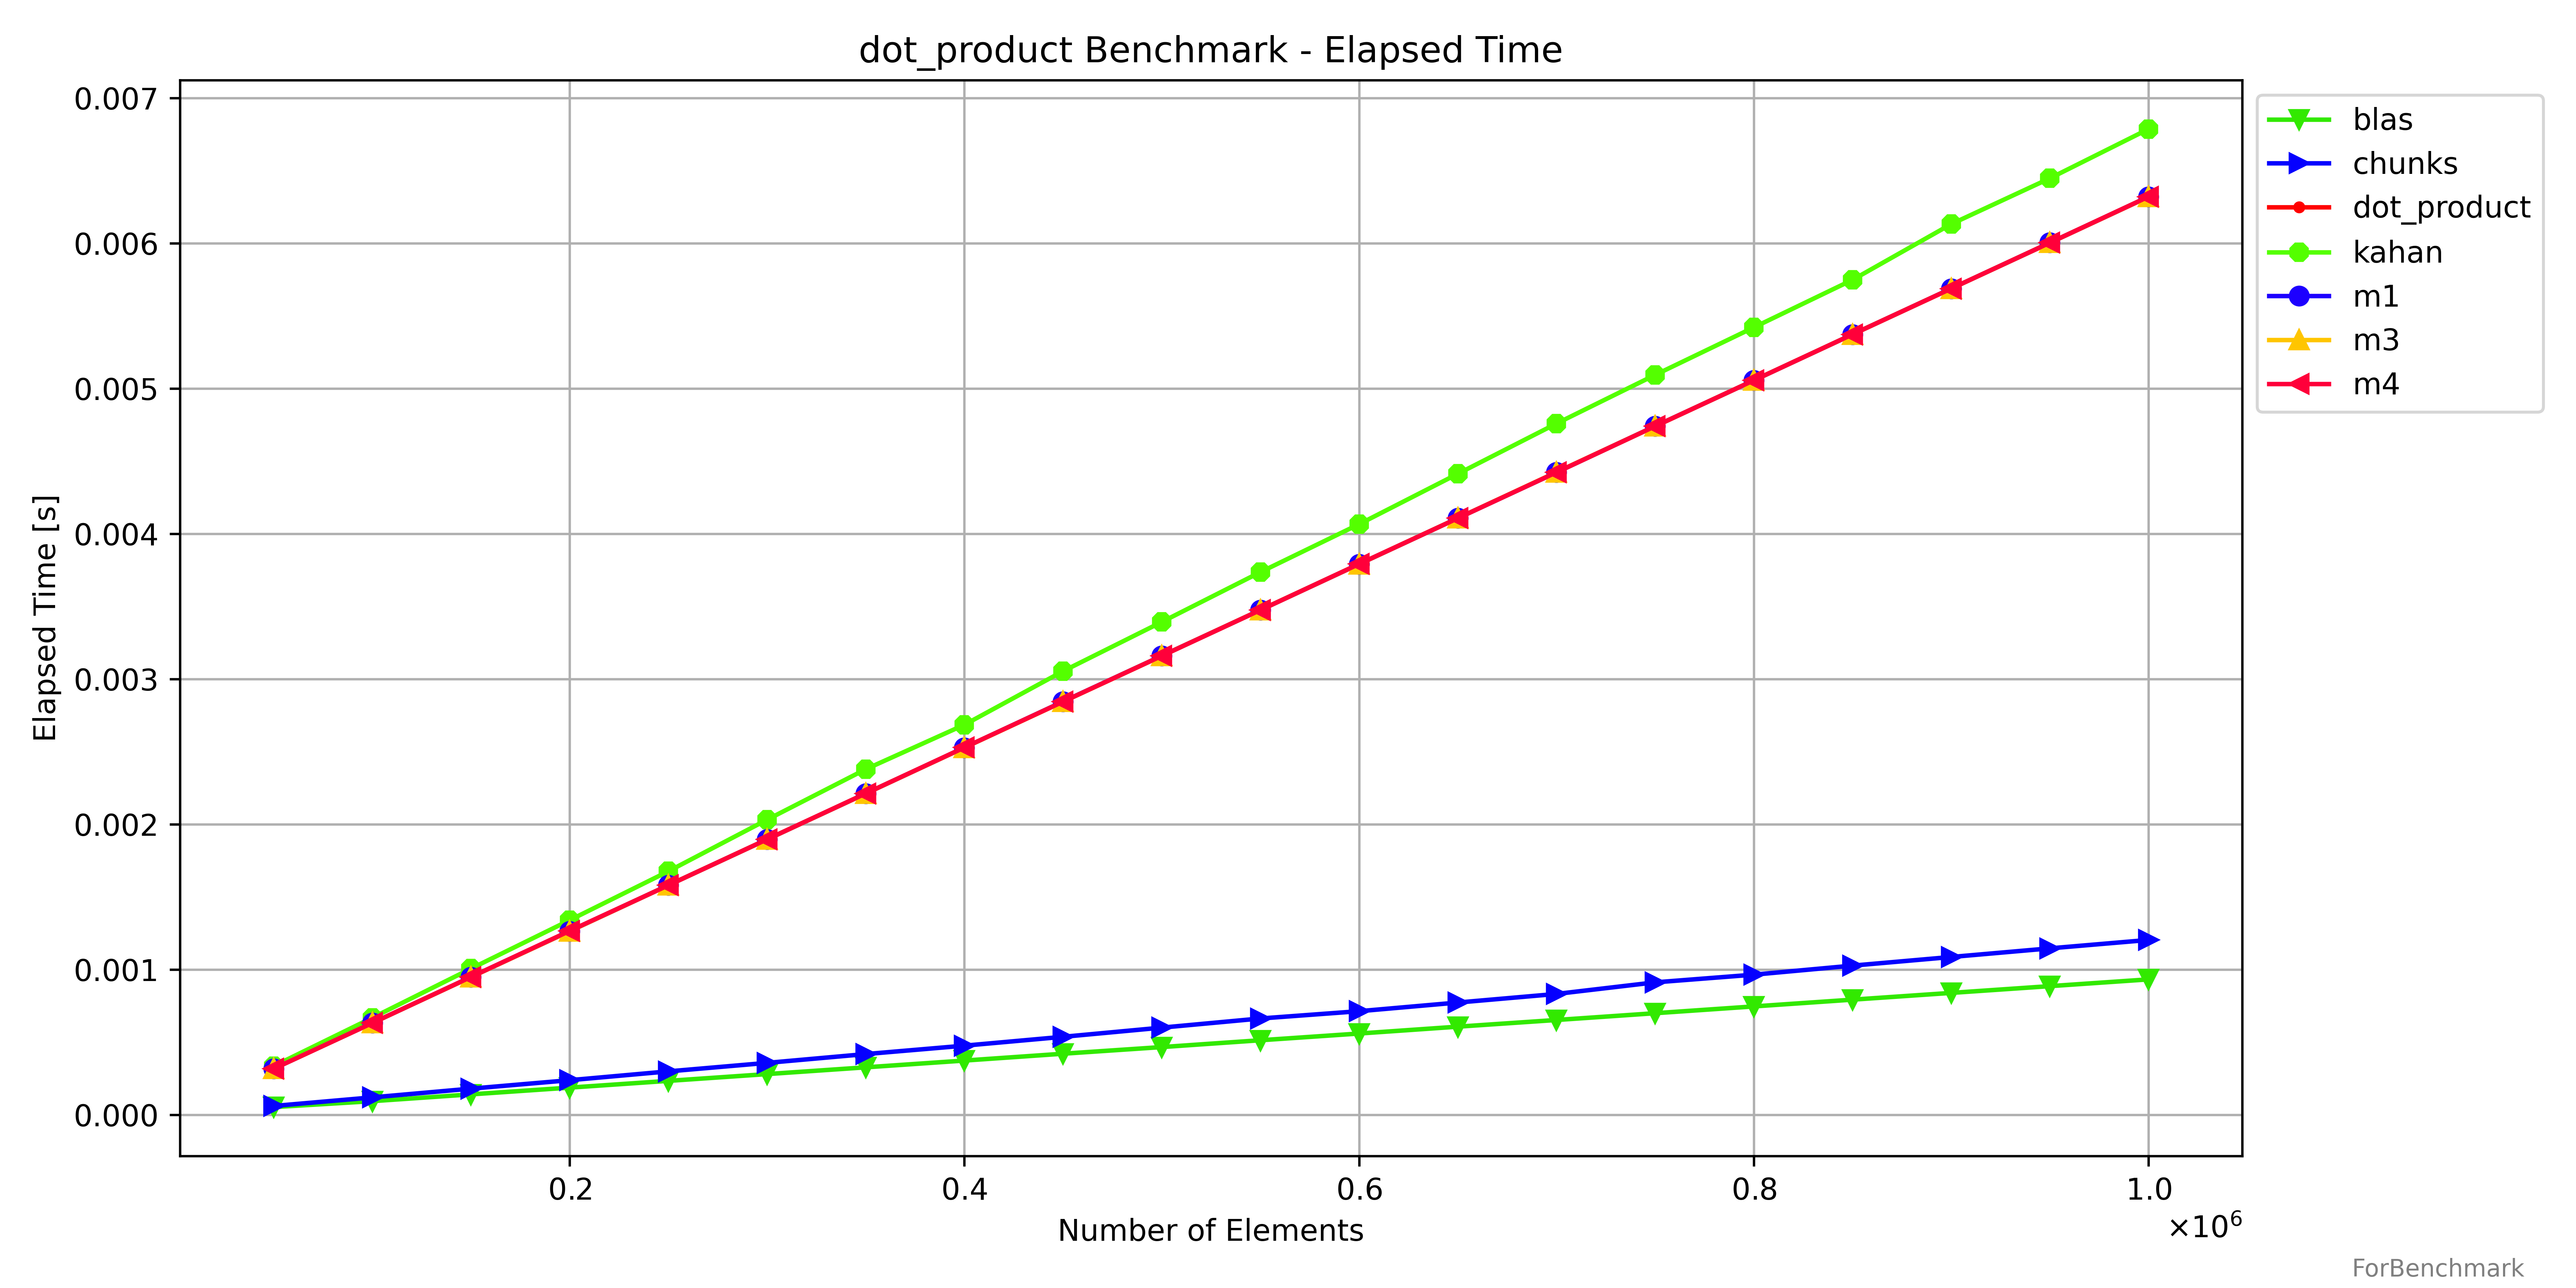 dot_product Benchmark - Elapsed Time
Elapsed Time [s]
0.007
0.006
0.005
0.004
0.003
0.002
0.001
0.000
0.2
0.4
0.6
0.8
1.0
Number of Elements
×10⁶
blas
chunks
dot_product
kahan
m1
m3
m4
ForBenchmark